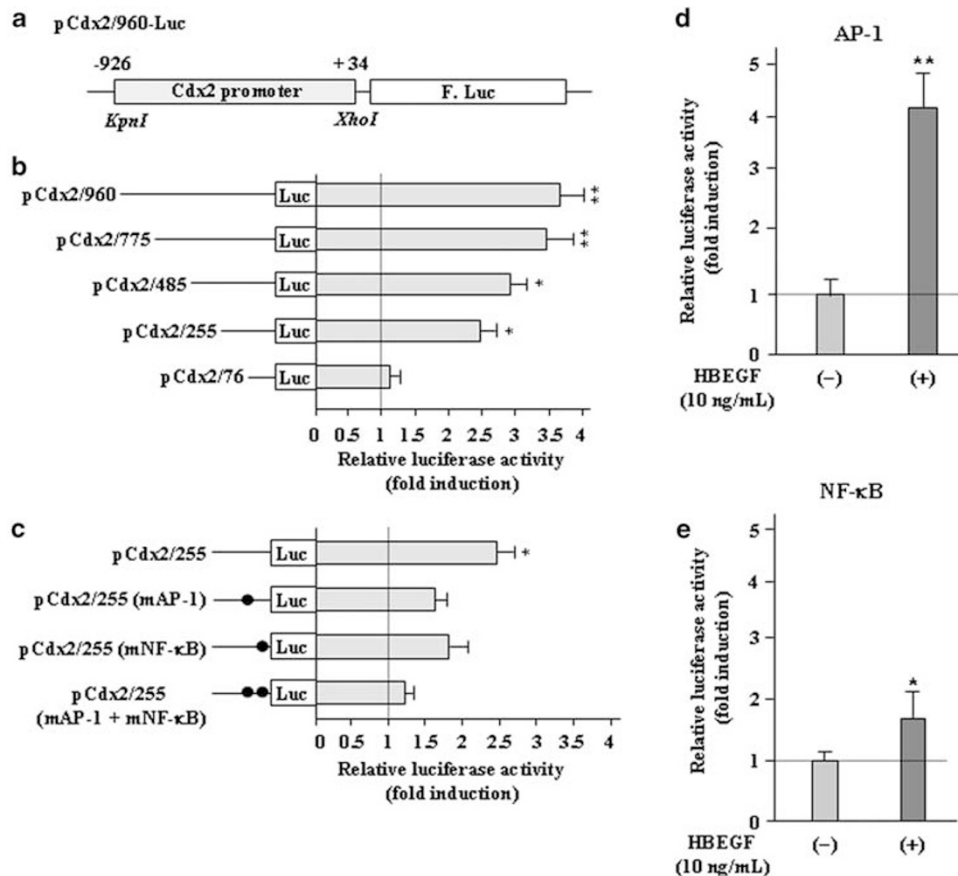 a
pCdx2/960-Luc
-926
+34
Cdx2 promoter
F. Luc
KpnI
XhoI
b
pCdx2/960
Luc
**
pCdx2/775
Luc
**
pCdx2/485
Luc
*
pCdx2/255
Luc
*
pCdx2/76
Luc
0 0.5 1 1.5 2 2.5 3 3.5 4
Relative luciferase activity
(fold induction)
c
pCdx2/255
Luc
*
pCdx2/255 (mAP-1)
Luc
pCdx2/255 (mNF-κB)
Luc
pCdx2/255
(mAP-1 + mNF-κB)
Luc
0 0.5 1 1.5 2 2.5 3 3.5 4
Relative luciferase activity
(fold induction)
d
AP-1
Relative luciferase activity
(fold induction)
5
4
3
2
1
0
**
HBEGF
(10 ng/mL)
(−)
(+)
e
NF-κB
Relative luciferase activity
(fold induction)
5
4
3
2
1
0
*
HBEGF
(10 ng/mL)
(−)
(+)